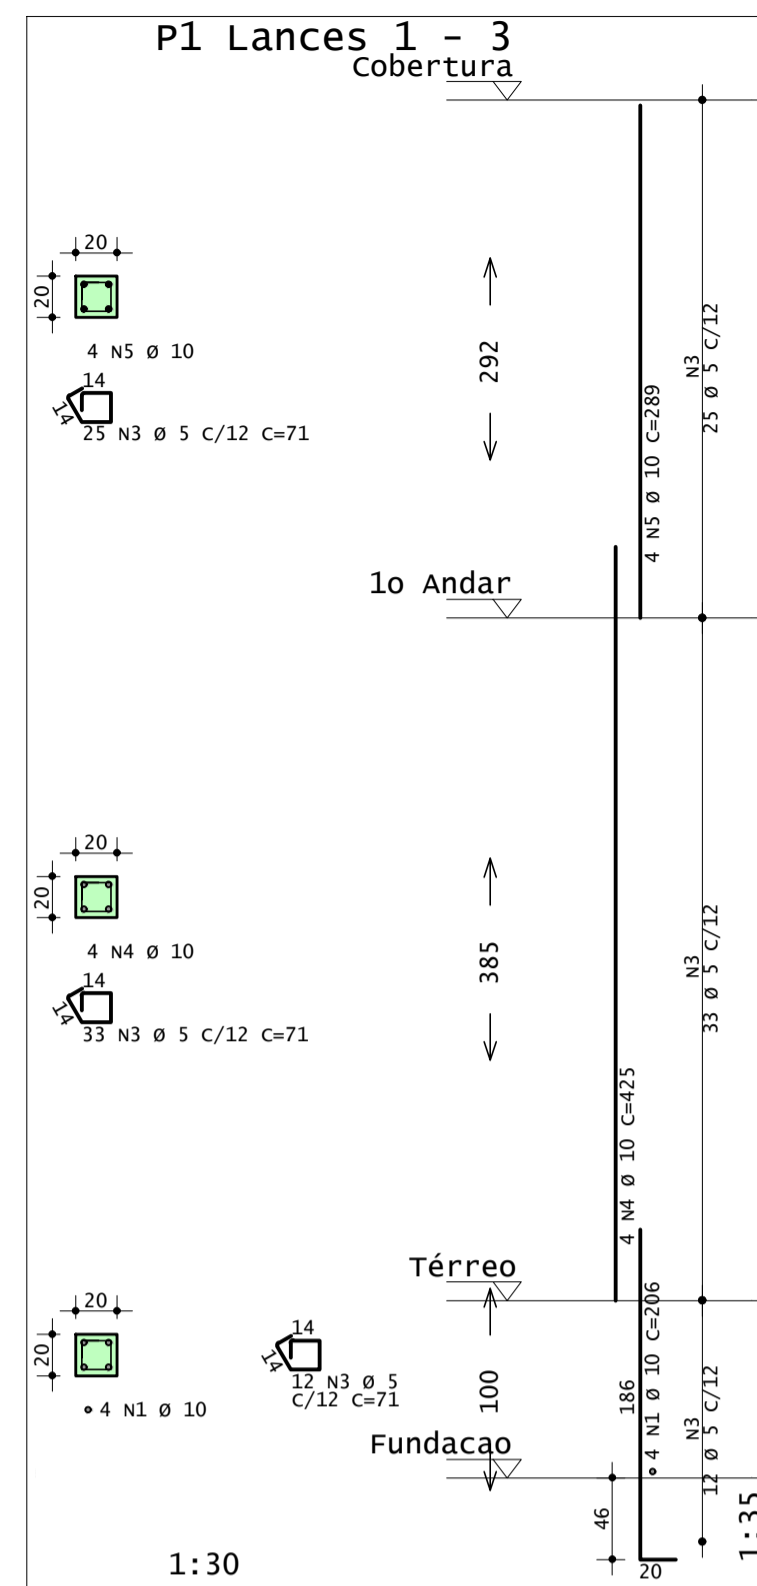 P1 Lances 1 - 3
Cobertura
20
20
4 N5 Ø 10
14
14
25 N3 Ø 5 C/12 C=71
292
4 N5 Ø 10 C=289
N3
25 Ø 5 C/12
1o Andar
20
20
4 N4 Ø 10
14
14
33 N3 Ø 5 C/12 C=71
385
4 N4 Ø 10 C=425
N3
33 Ø 5 C/12
Térreo
20
20
4 N1 Ø 10
14
14
12 N3 Ø 5
C/12 C=71
100
186
4 N1 Ø 10 C=206
N3
12 Ø 5 C/12
Fundacao
46
20
1:30
1:35